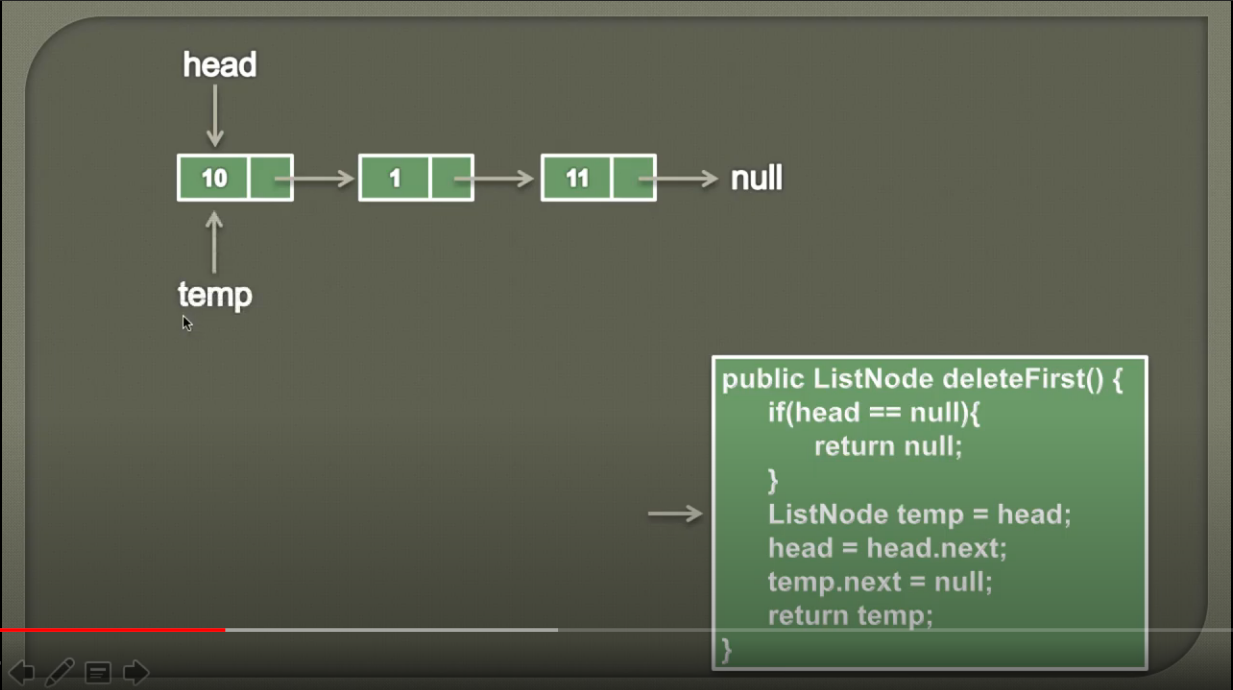 head
10 1 11 null
temp
public ListNode deleteFirst() {
if(head == null){
return null;
}
ListNode temp = head;
head = head.next;
temp.next = null;
return temp;
}